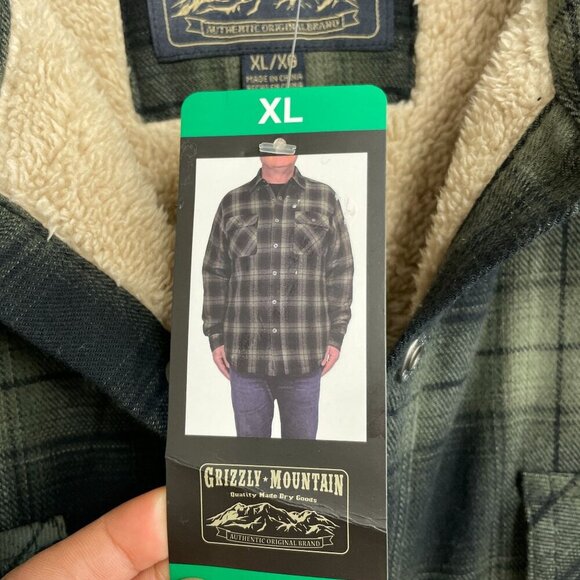 AUTHENTIC ORIGINAL BRAND
XL/XG
MADE IN CHINA
XL
GRIZZLY★MOUNTAIN
Quality Made Dry Goods
AUTHENTIC ORIGINAL BRAND